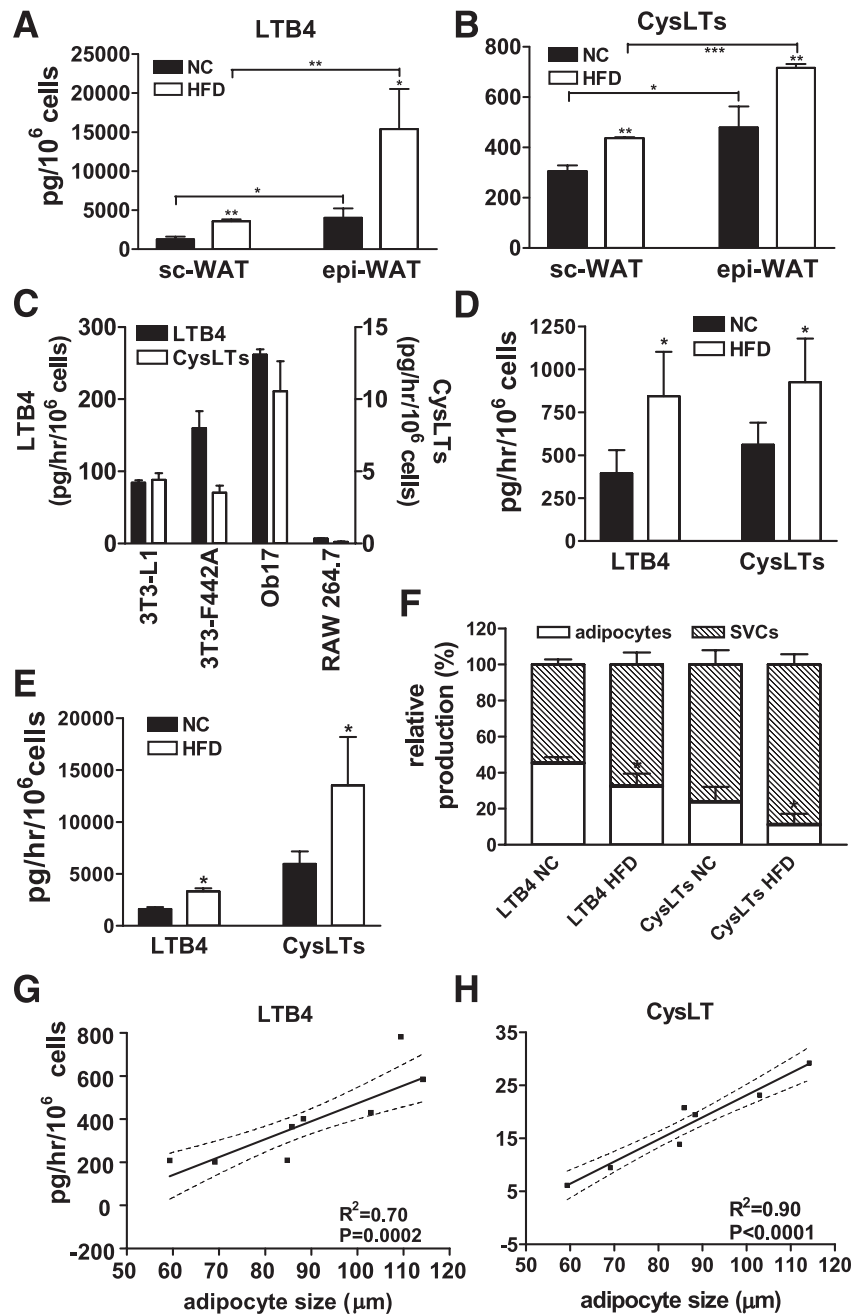 A
LTB4
25000
20000
15000
10000
5000
0
pg/10⁶ cells
NC
HFD
**
*
*
**
sc-WAT
epi-WAT
B
CysLTs
800
600
400
200
0
NC
HFD
***
**
*
**
sc-WAT
epi-WAT
C
LTB4
(pg/hr/10⁶ cells)
300
200
100
0
LTB4
CysLTs
15
10
5
0
CysLTs
(pg/hr/10⁶ cells)
3T3-L1
3T3-F442A
Ob17
RAW 264.7
D
pg/hr/10⁶ cells
1250
1000
750
500
250
0
NC
HFD
*
*
LTB4
CysLTs
E
pg/hr/10⁶cells
20000
15000
10000
5000
0
NC
HFD
*
*
LTB4
CysLTs
F
relative
production (%)
120
100
80
60
40
20
0
adipocytes
SVCs
*
*
LTB4 NC
LTB4 HFD
CysLTs NC
CysLTs HFD
G
LTB4
pg/hr/10⁶ cells
800
600
400
200
0
-200
R²=0.70
P=0.0002
50 60 70 80 90 100 110 120
adipocyte size (μm)
H
CysLT
35
25
15
5
-5
R²=0.90
P<0.0001
50 60 70 80 90 100 110 120
adipocyte size (μm)